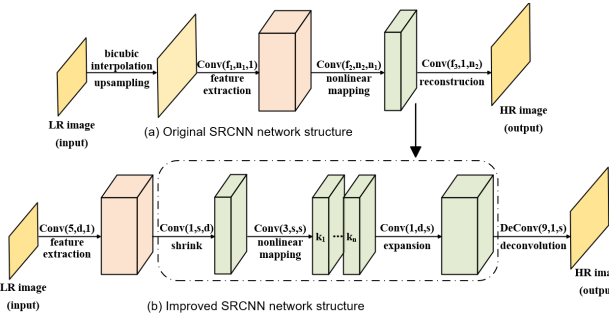 bicubic
interpolation
upsampling
Conv(f1,n1,1)
feature
extraction
Conv(f2,n2,n1)
nonlinear
mapping
Conv(f3,1,n2)
reconstrucion
LR image
(input)
HR image
(output)
(a) Original SRCNN network structure
Conv(5,d,1)
feature
extraction
Conv(1,s,d)
shrink
Conv(3,s,s)
nonlinear
mapping
k1 ··· kn
Conv(1,d,s)
expansion
DeConv(9,1,s)
deconvolution
LR image
(input)
HR ima
(outpu
(b) Improved SRCNN network structure